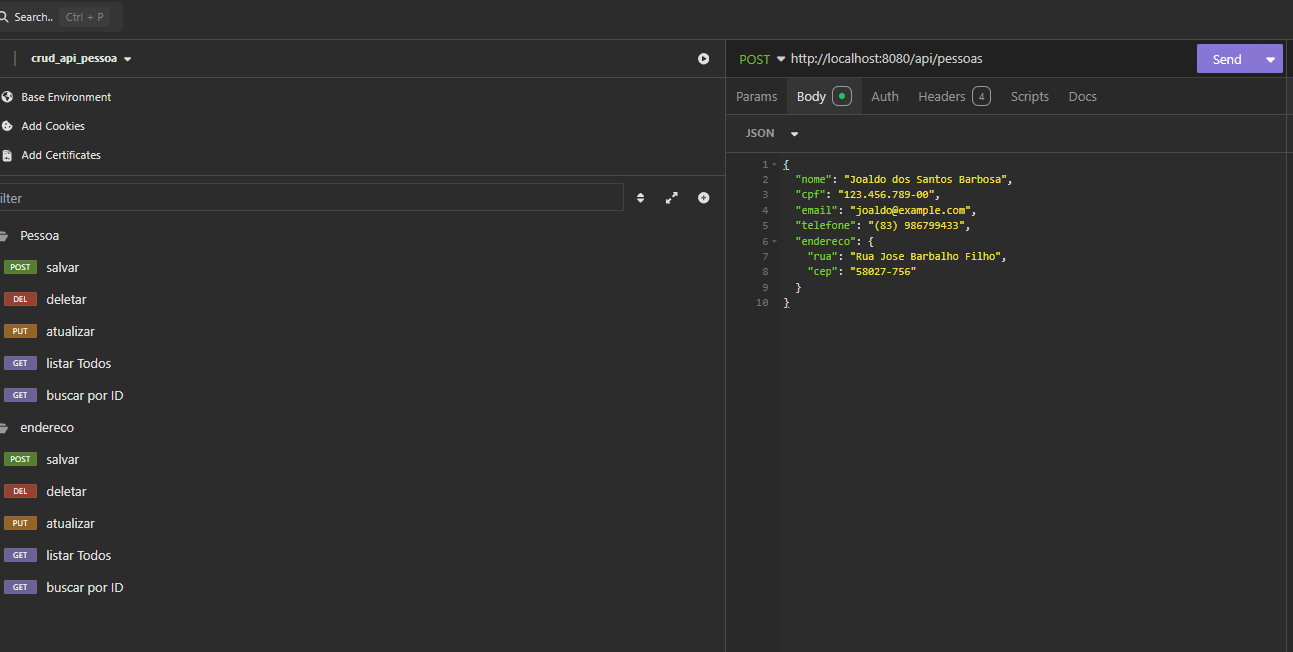 Search.. Ctrl + P
crud_api_pessoa
Base Environment
Add Cookies
Add Certificates
ilter
Pessoa
POST salvar
DEL deletar
PUT atualizar
GET listar Todos
GET buscar por ID
endereco
POST salvar
DEL deletar
PUT atualizar
GET listar Todos
GET buscar por ID
POST http://localhost:8080/api/pessoas Send
Params Body Auth Headers 4 Scripts Docs
JSON
1 {
2 "nome": "Joaldo dos Santos Barbosa",
3 "cpf": "123.456.789-00",
4 "email": "joaldo@example.com",
5 "telefone": "(83) 986799433",
6 "endereco": {
7 "rua": "Rua Jose Barbalho Filho",
8 "cep": "58027-756"
9 }
10 }